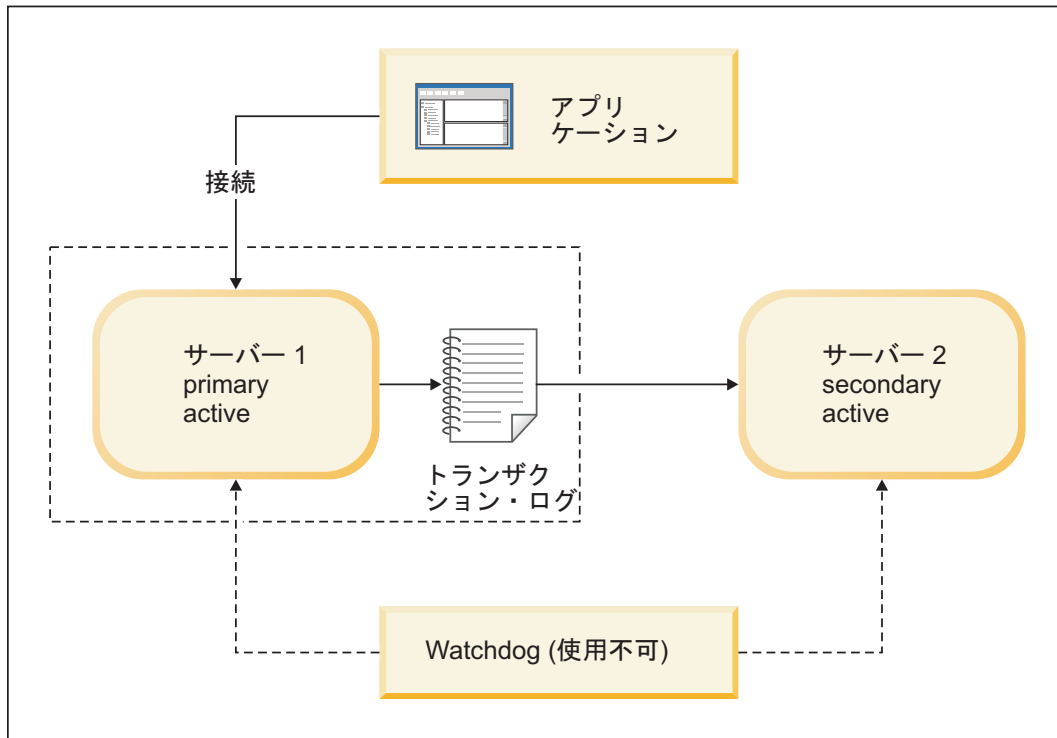 アプリ
ケーション
接続
サーバー 1
primary
active
トランザク
ション・ログ
サーバー 2
secondary
active
Watchdog (使用不可)